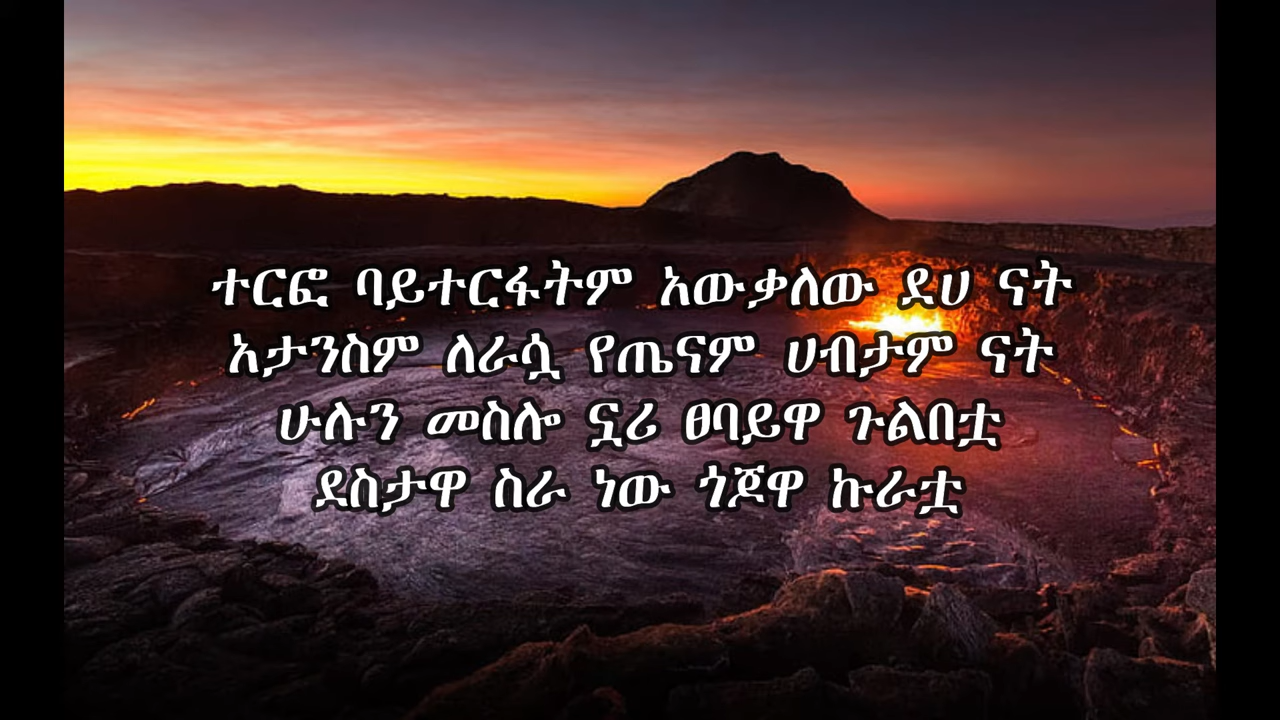 ተርፎ ባይተርፋትም አውቃለው ደሀ ናት
አታንስም ለራሷ የጤናም ሀብታም ናት
ሁሉን መስሎ ኗሪ ፀባይዋ ጉልበቷ
ደስታዋ ስራ ነው ጎጆዋ ኩራቷ